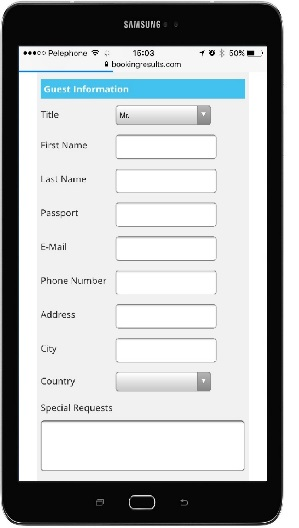 SAMSUNG
Pelephone 15:03 50%
bookingresults.com
Guest Information
Title Mr.
First Name
Last Name
Passport
E-Mail
Phone Number
Address
City
Country
Special Requests